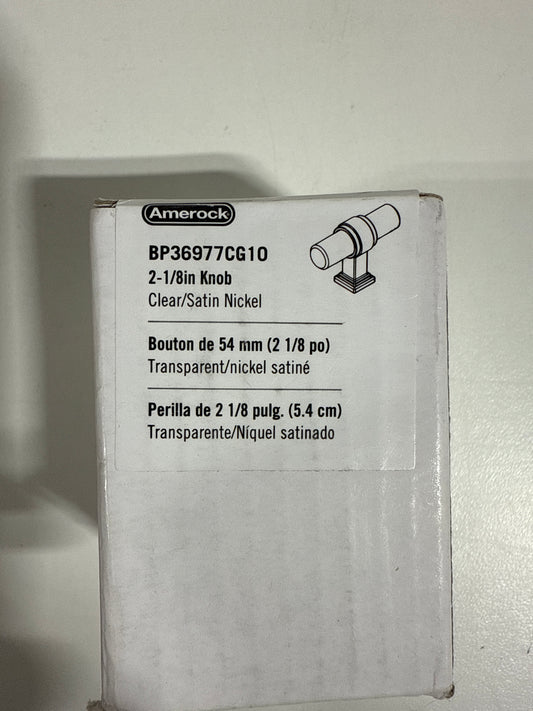 Amerock
BP36977CG10
2-1/8in Knob
Clear/Satin Nickel
Bouton de 54 mm (2 1/8 po)
Transparent/nickel satiné
Perilla de 2 1/8 pulg. (5.4 cm)
Transparente/Níquel satinado